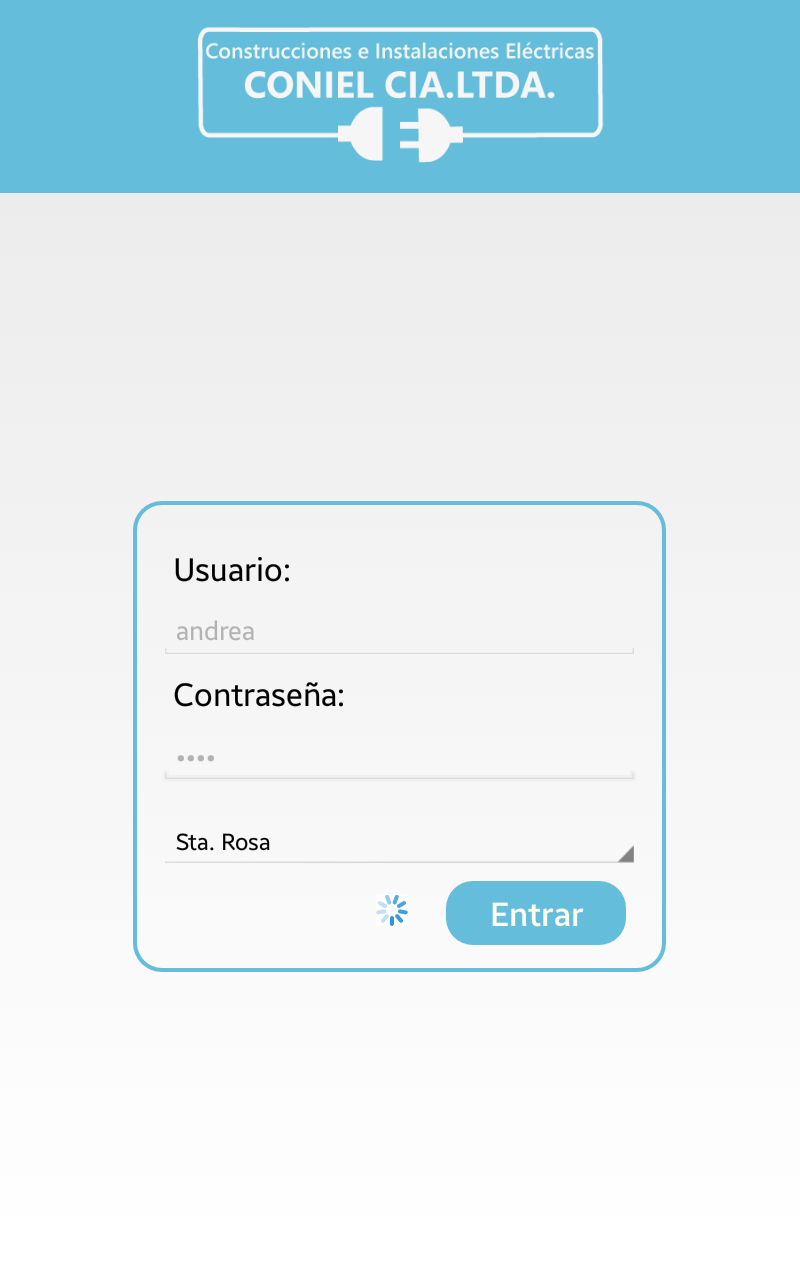 Construcciones e Instalaciones Eléctricas
CONIEL CIA.LTDA.
Usuario:
andrea
Contraseña:
••••
Sta. Rosa
Entrar